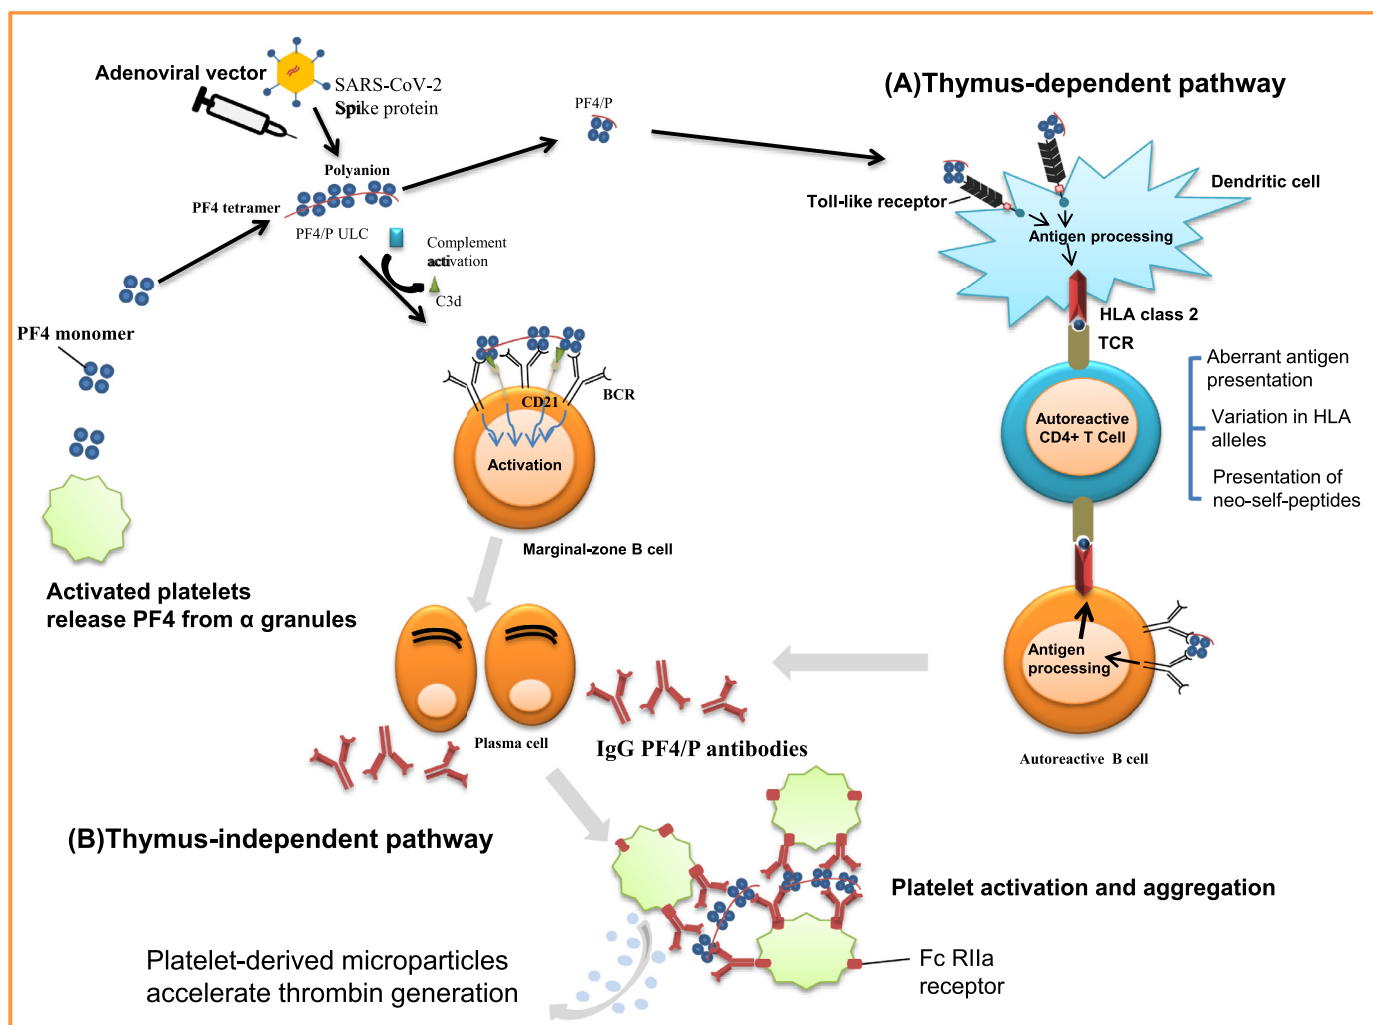 Adenoviral vector
SARS-CoV-2
Spike protein
PF4/P
(A)Thymus-dependent pathway
Polyanion
PF4 tetramer
PF4/P ULC
Complement
activation
C3d
Toll-like receptor
Dendritic cell
Antigen processing
HLA class 2
TCR
PF4 monomer
BCR
CD21
Activation
Marginal-zone B cell
Autoreactive
CD4+ T Cell
Aberrant antigen
presentation
Variation in HLA
alleles
Presentation of
neo-self-peptides
Activated platelets
release PF4 from α granules
Antigen
processing
Autoreactive B cell
Plasma cell
IgG PF4/P antibodies
(B)Thymus-independent pathway
Platelet activation and aggregation
Fc RIIa
receptor
Platelet-derived microparticles
accelerate thrombin generation